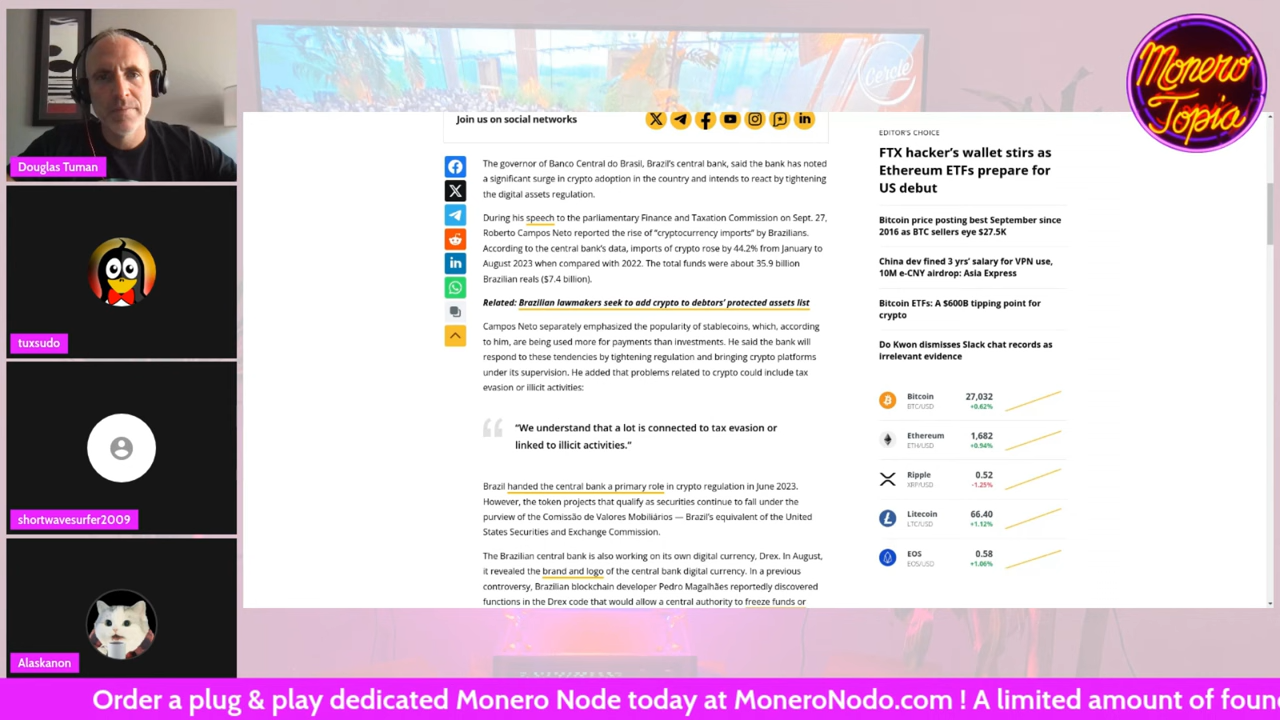 Cercle
Monero
Topia
Douglas Tuman
tuxsudo
shortwavesurfer2009
Alaskanon
Join us on social networks
The governor of Banco Central do Brasil, Brazil's central bank, said the bank has noted
a significant surge in crypto adoption in the country and intends to react by tightening
the digital assets regulation.
During his speech to the parliamentary Finance and Taxation Commission on Sept. 27,
Roberto Campos Neto reported the rise of "cryptocurrency imports" by Brazilians.
According to the central bank's data, imports of crypto rose by 44.2% from January to
August 2023 when compared with 2022. The total funds were about 35.9 billion
Brazilian reals ($7.4 billion).
Related: Brazilian lawmakers seek to add crypto to debtors' protected assets list
Campos Neto separately emphasized the popularity of stablecoins, which, according
to him, are being used more for payments than investments. He said the bank will
respond to these tendencies by tightening regulation and bringing crypto platforms
under its supervision. He added that problems related to crypto could include tax
evasion or illicit activities:
"We understand that a lot is connected to tax evasion or
linked to illicit activities."
Brazil handed the central bank a primary role in crypto regulation in June 2023.
However, the token projects that qualify as securities continue to fall under the
purview of the Comissão de Valores Mobiliários — Brazil's equivalent of the United
States Securities and Exchange Commission.
The Brazilian central bank is also working on its own digital currency, Drex. In August,
it revealed the brand and logo of the central bank digital currency. In a previous
controversy, Brazilian blockchain developer Pedro Magalhães reportedly discovered
functions in the Drex code that would allow a central authority to freeze funds or
EDITOR'S CHOICE
FTX hacker's wallet stirs as
Ethereum ETFs prepare for
US debut
Bitcoin price posting best September since
2016 as BTC sellers eye $27.5K
China dev fined 3 yrs' salary for VPN use,
10M e-CNY airdrop: Asia Express
Bitcoin ETFs: A $600B tipping point for
crypto
Do Kwon dismisses Slack chat records as
irrelevant evidence
Bitcoin 27,032
BTC/USD +0.62%
Ethereum 1,682
ETH/USD +0.94%
Ripple 0.52
XRP/USD -1.25%
Litecoin 66.40
LTC/USD +1.12%
EOS 0.58
EOS/USD +1.06%
Order a plug & play dedicated Monero Node today at MoneroNodo.com ! A limited amount of foun